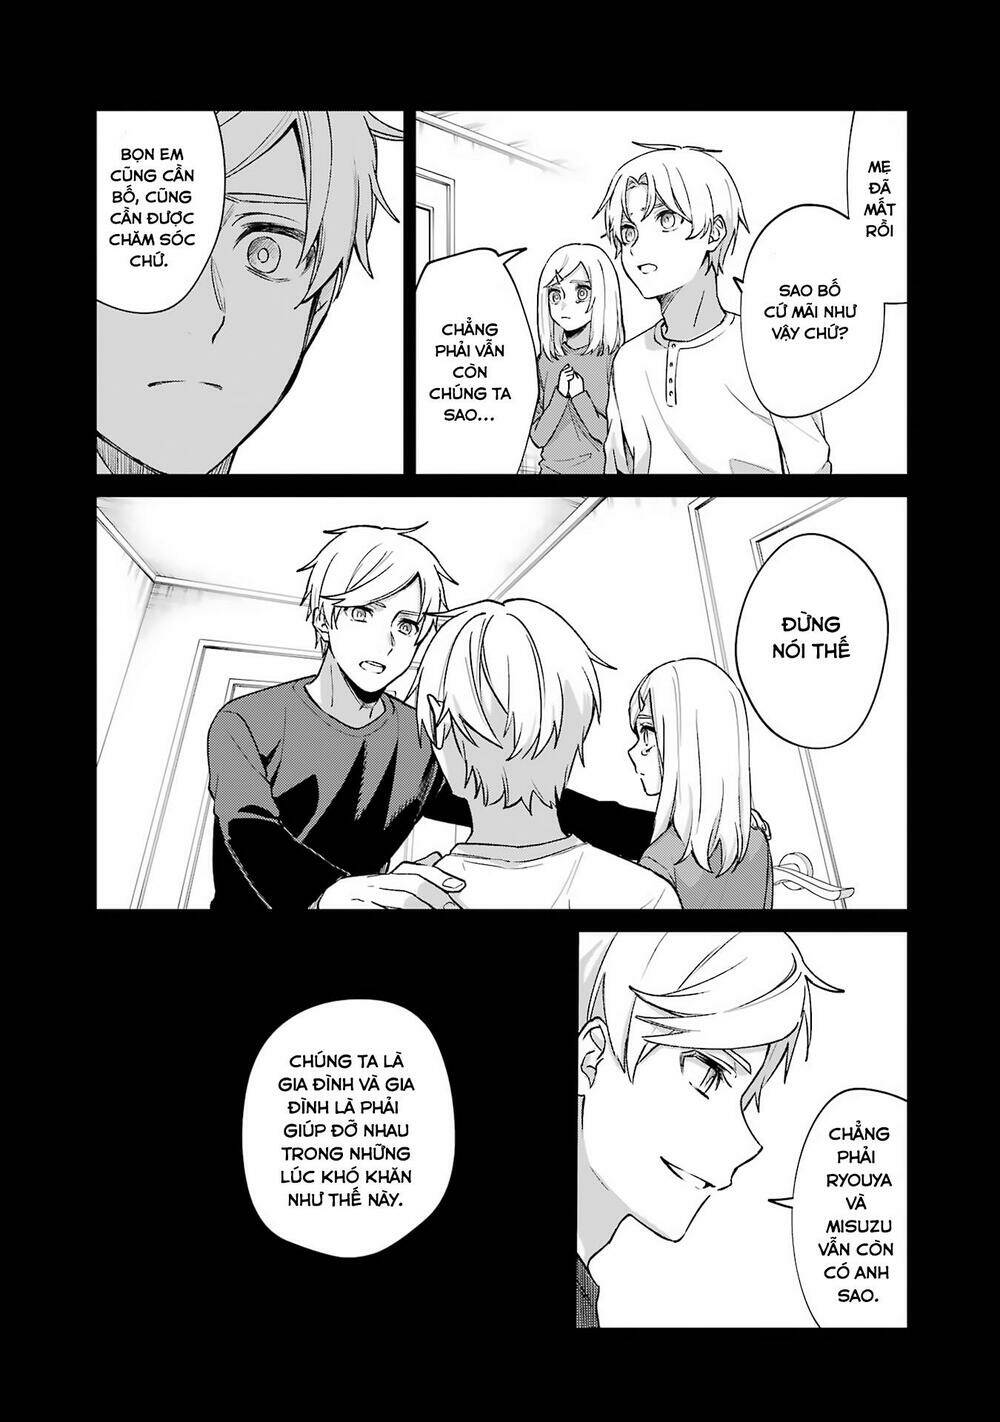 MẸ
ĐÃ
MẤT
RỒI
SAO BỐ
CỨ MÃI NHƯ
VẬY CHỨ?
CHẲNG
PHẢI VẪN
CÒN
CHÚNG TA
SAO...
BỌN EM
CŨNG CẦN
BỐ, CŨNG
CẦN ĐƯỢC
CHĂM SÓC
CHỨ.
ĐỪNG
NÓI THẾ
CHẲNG
PHẢI
RYOUYA
VÀ
MISUZU
VẪN CÒN
CÓ ANH
SAO.
CHÚNG TA LÀ
GIA ĐÌNH VÀ GIA
ĐÌNH LÀ PHẢI
GIÚP ĐỠ NHAU
TRONG NHỮNG
LÚC KHÓ KHĂN
NHƯ THẾ NÀY.